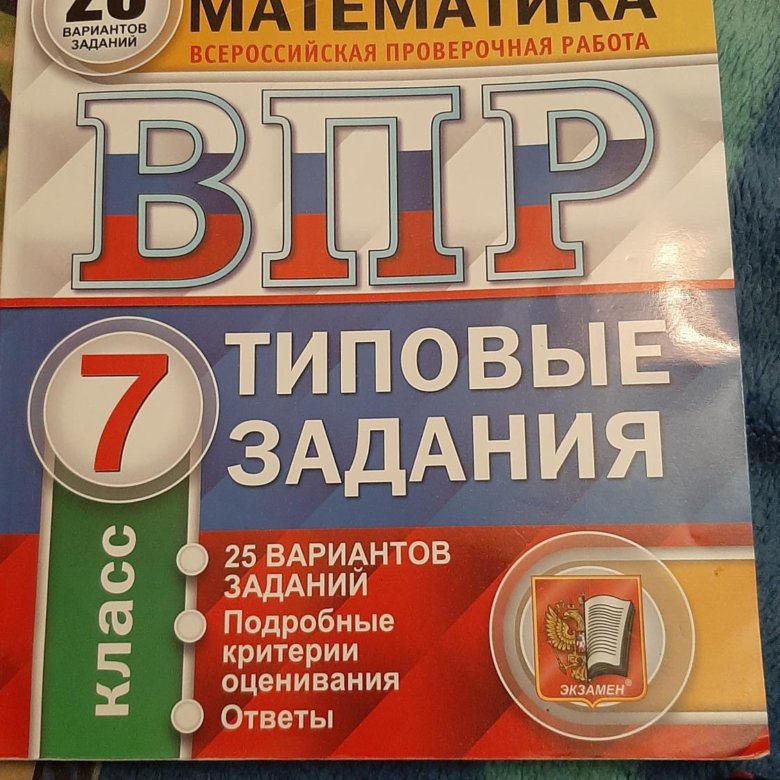 ВАРИАНТОВ
ЗАДАНИЙ
МАТЕМАТИКА
ВСЕРОССИЙСКАЯ ПРОВЕРОЧНАЯ РАБОТА
ВПР
7
класс
ТИПОВЫЕ
ЗАДАНИЯ
25 ВАРИАНТОВ
ЗАДАНИЙ
Подробные
критерии
оценивания
Ответы
ЭКЗАМЕН®